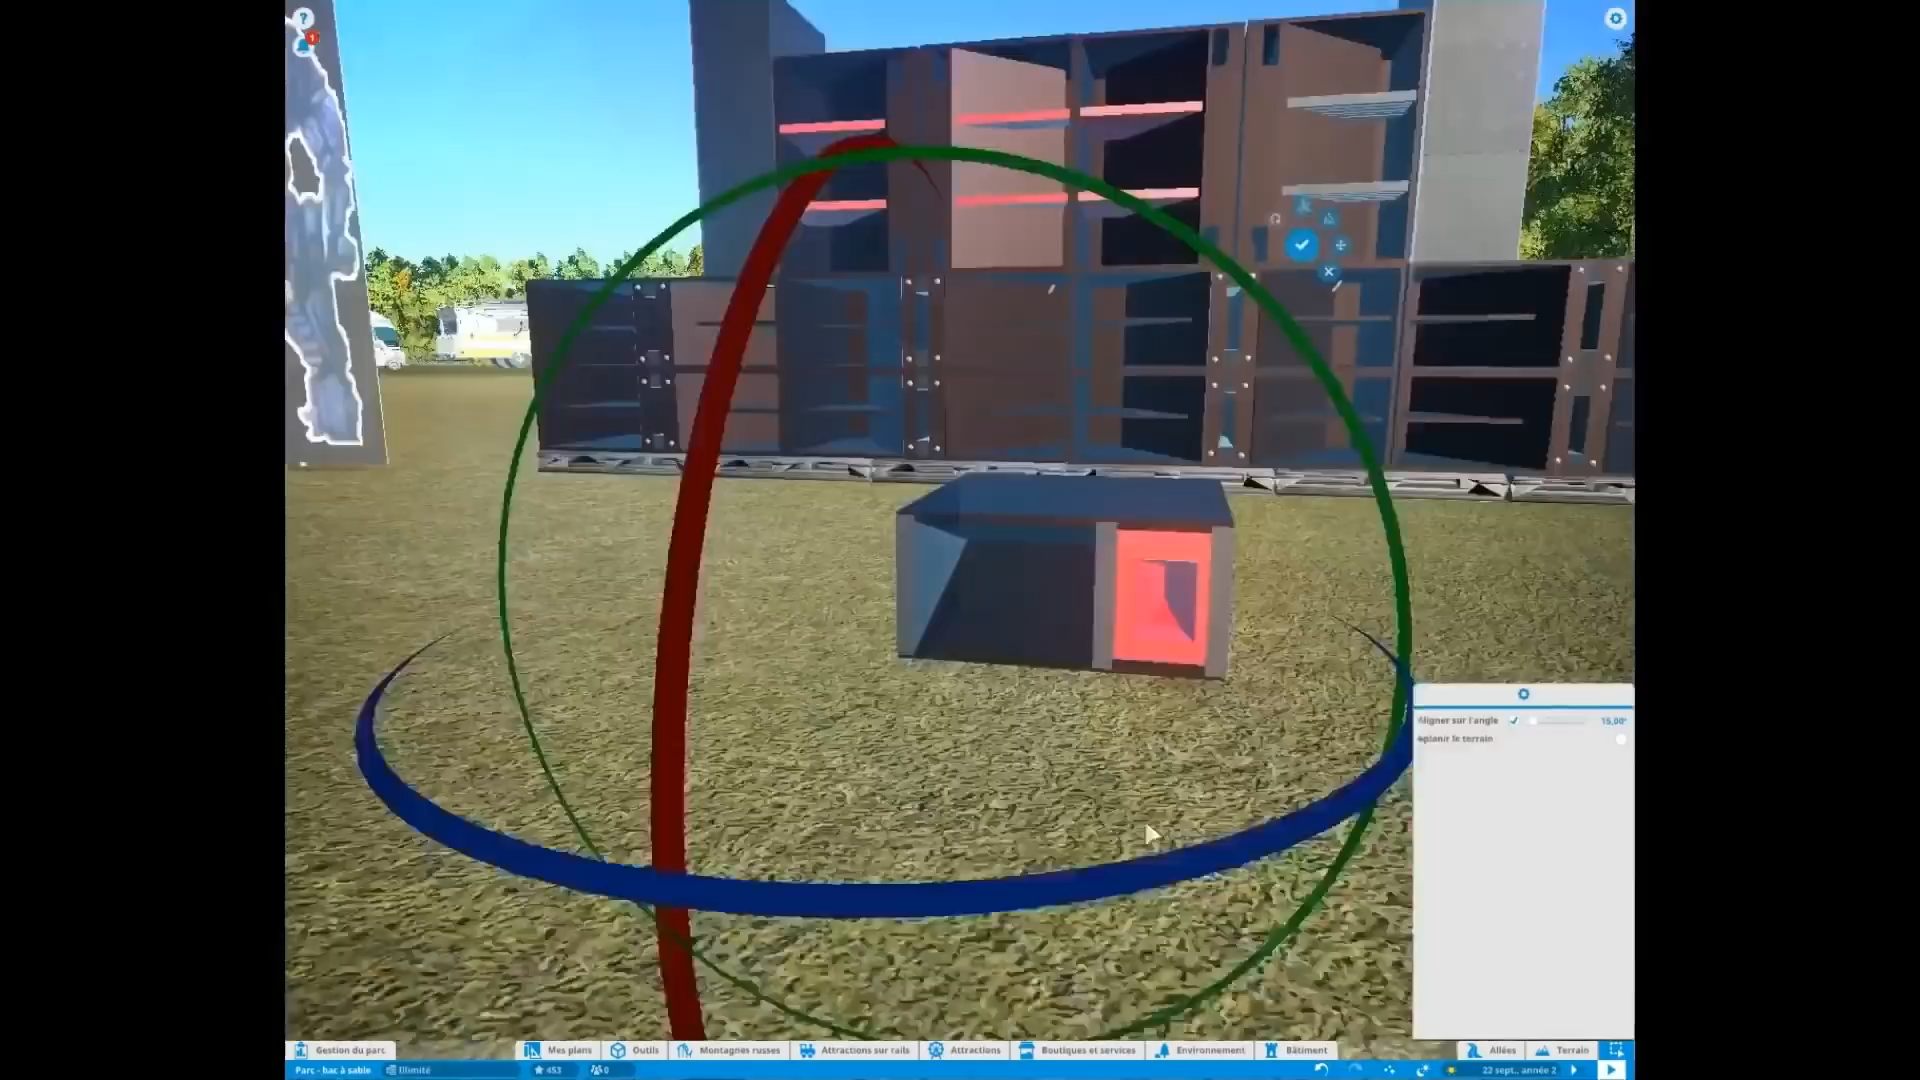 ?
1
Aligner sur l'angle 15,00°
Aplanir le terrain
Gestion du parc
Mes plans
Outils
Montagnes russes
Attractions sur rails
Attractions
Boutiques et services
Environnement
Bâtiment
Allées
Terrain
Parc - bac à sable
Illimité
453
0
22 sept., année 2